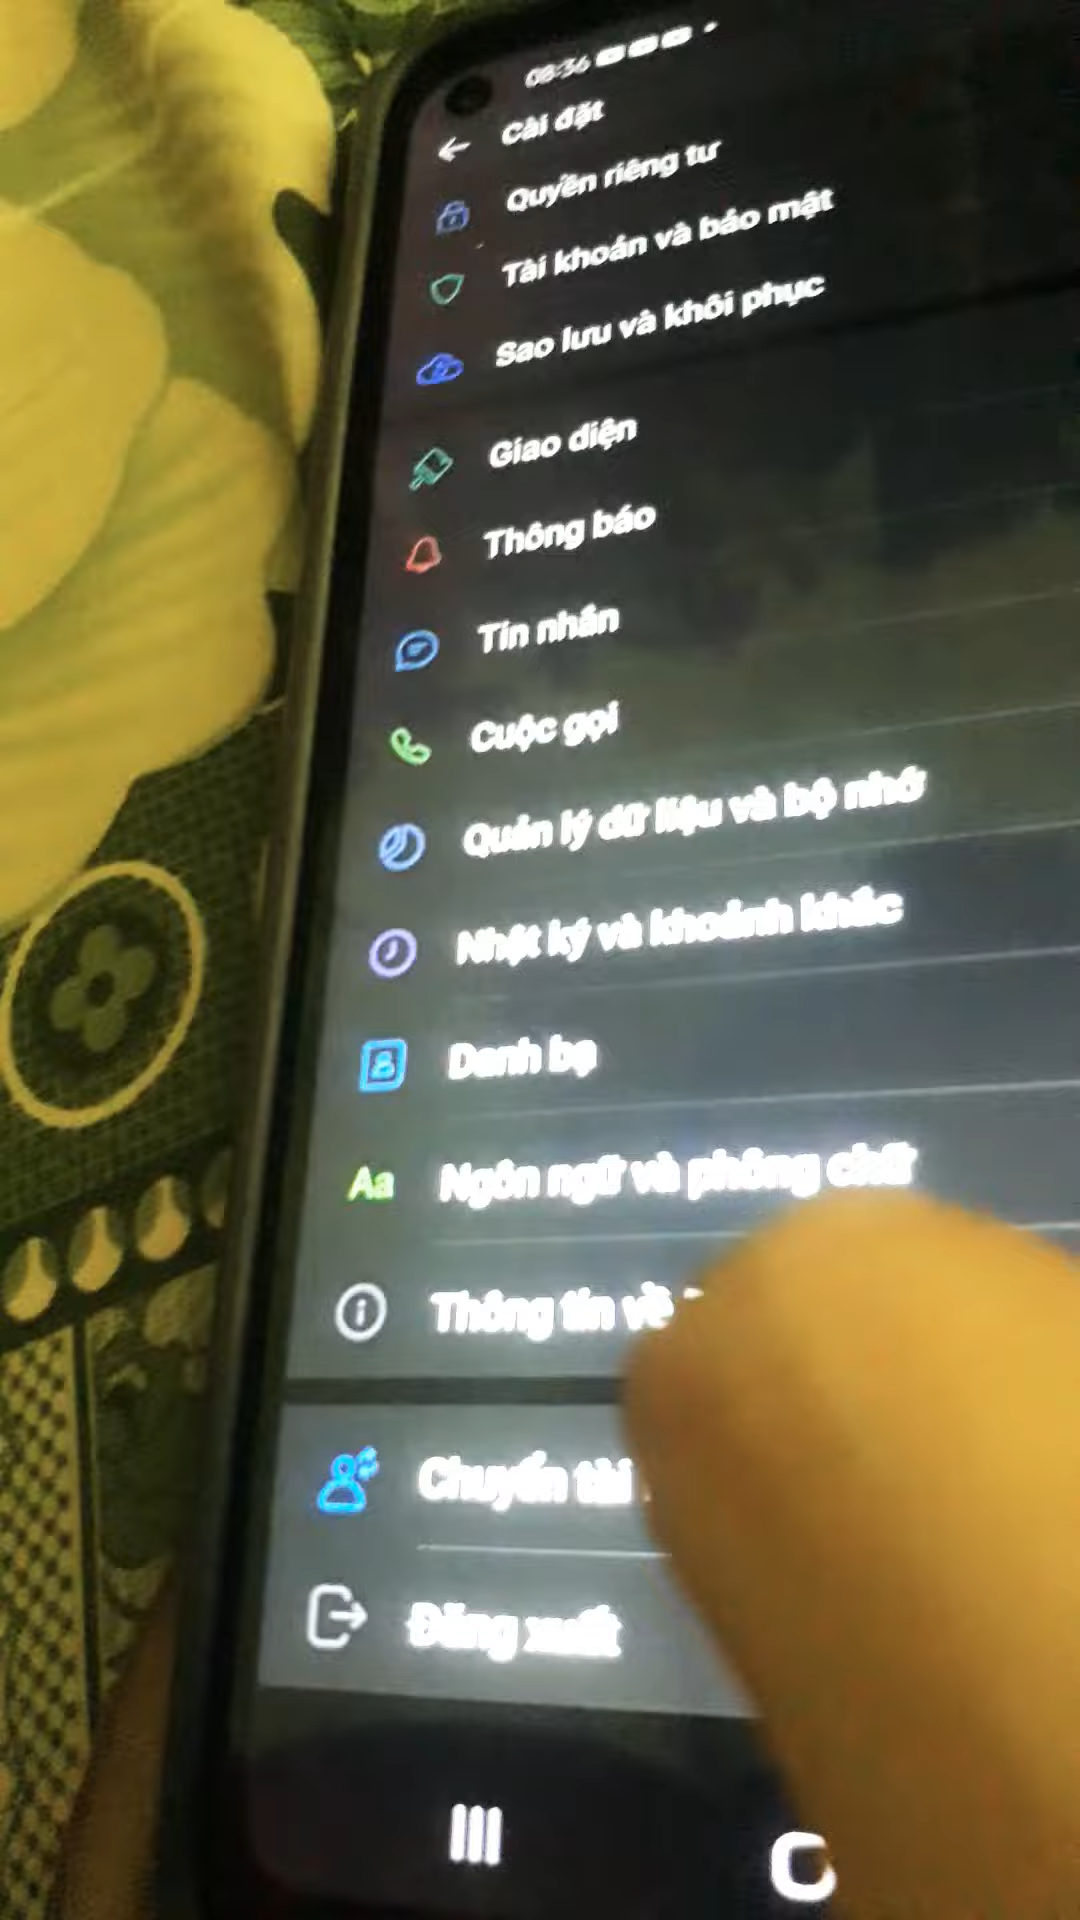 08:36
Cài đặt
Quyền riêng tư
Tài khoản và bảo mật
Sao lưu và khôi phục
Giao diện
Thông báo
Tin nhắn
Cuộc gọi
Quản lý dữ liệu và bộ nhớ
Nhật ký và khoảnh khắc
Danh bạ
Aa Ngôn ngữ và phông chữ
Thông tin về
Chuyển tài
Đăng xuất